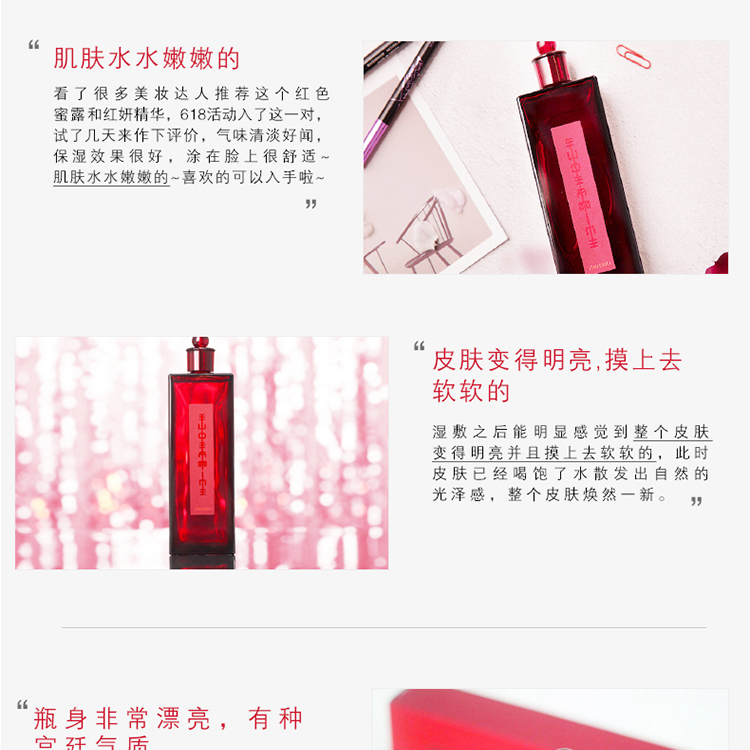 肌肤水水嫩嫩的
看了很多美妆达人推荐这个红色
蜜露和红妍精华，618活动入了这一对，
试了几天来作下评价，气味清淡好闻，
保湿效果很好，涂在脸上很舒适~
肌肤水水嫩嫩的~喜欢的可以入手啦~
皮肤变得明亮,摸上去
软软的
湿敷之后能明显感觉到整个皮肤
变得明亮并且摸上去软软的，此时
皮肤已经喝饱了水散发出自然的
光泽感，整个皮肤焕然一新。
瓶身非常漂亮，有种
宫廷气质